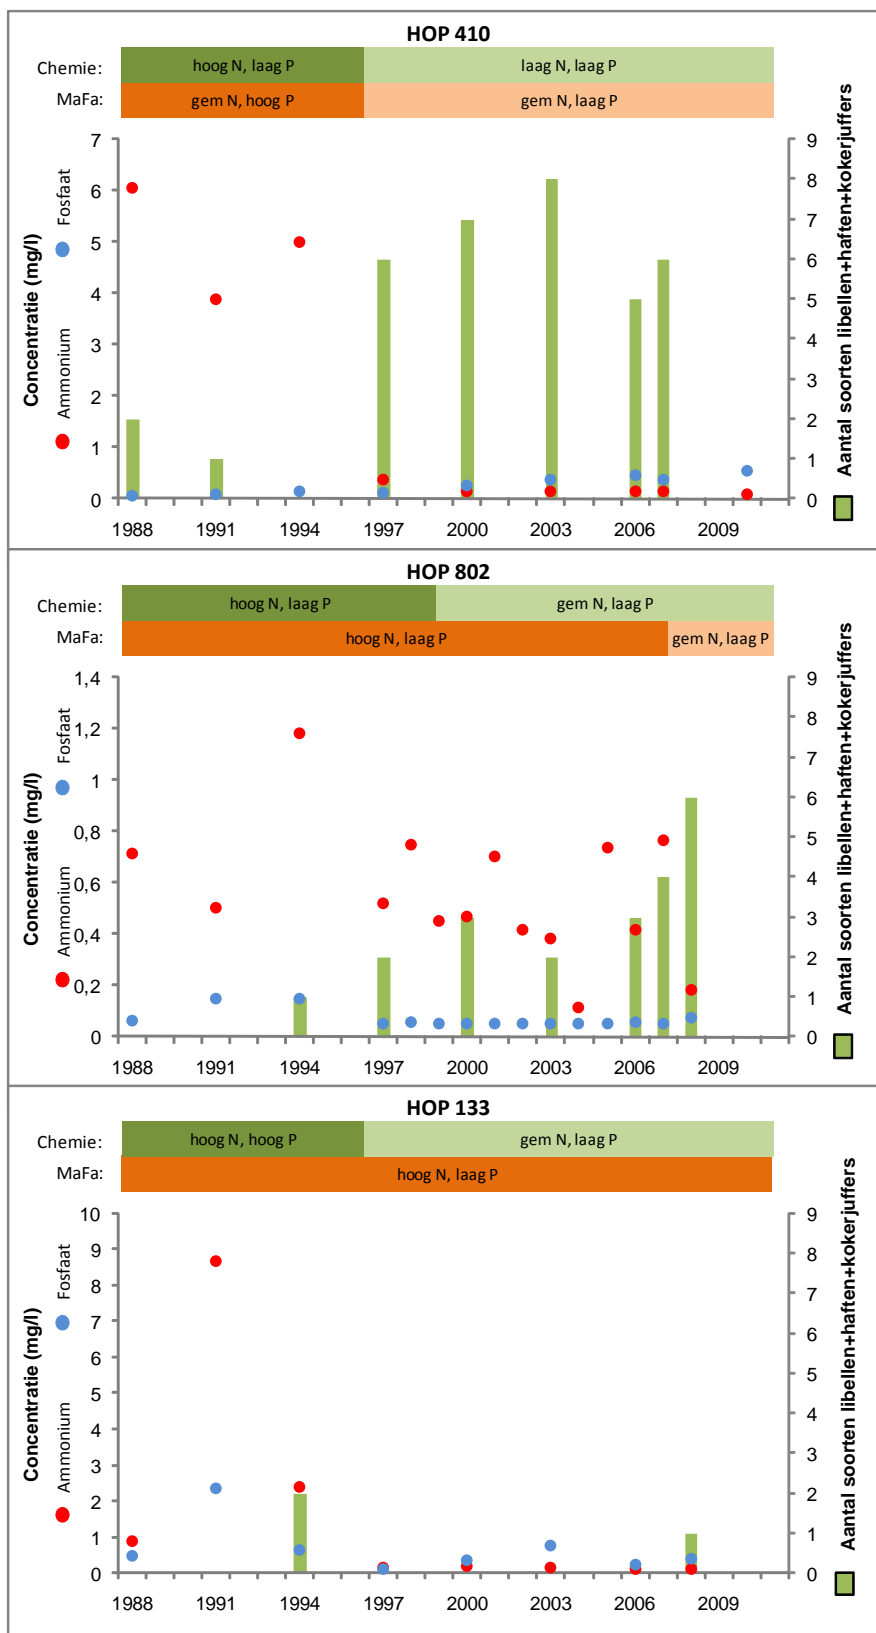 HOP 410
Chemie: hoog N, laag P laag N, laag P
MaFa: gem N, hoog P gem N, laag P
Concentratie (mg/l)
Ammonium Fosfaat
7
6
5
4
3
2
1
0
9
8
7
6
5
4
3
2
1
0
Aantal soorten libellen+haften+kokerjuffers
1988 1991 1994 1997 2000 2003 2006 2009
HOP 802
Chemie: hoog N, laag P gem N, laag P
MaFa: hoog N, laag P gem N, laag P
Concentratie (mg/l)
Ammonium Fosfaat
1,4
1,2
1
0,8
0,6
0,4
0,2
0
9
8
7
6
5
4
3
2
1
0
Aantal soorten libellen+haften+kokerjuffers
1988 1991 1994 1997 2000 2003 2006 2009
HOP 133
Chemie: hoog N, hoog P gem N, laag P
MaFa: hoog N, laag P
Concentratie (mg/l)
Ammonium Fosfaat
10
9
8
7
6
5
4
3
2
1
0
9
8
7
6
5
4
3
2
1
0
Aantal soorten libellen+haften+kokerjuffers
1988 1991 1994 1997 2000 2003 2006 2009